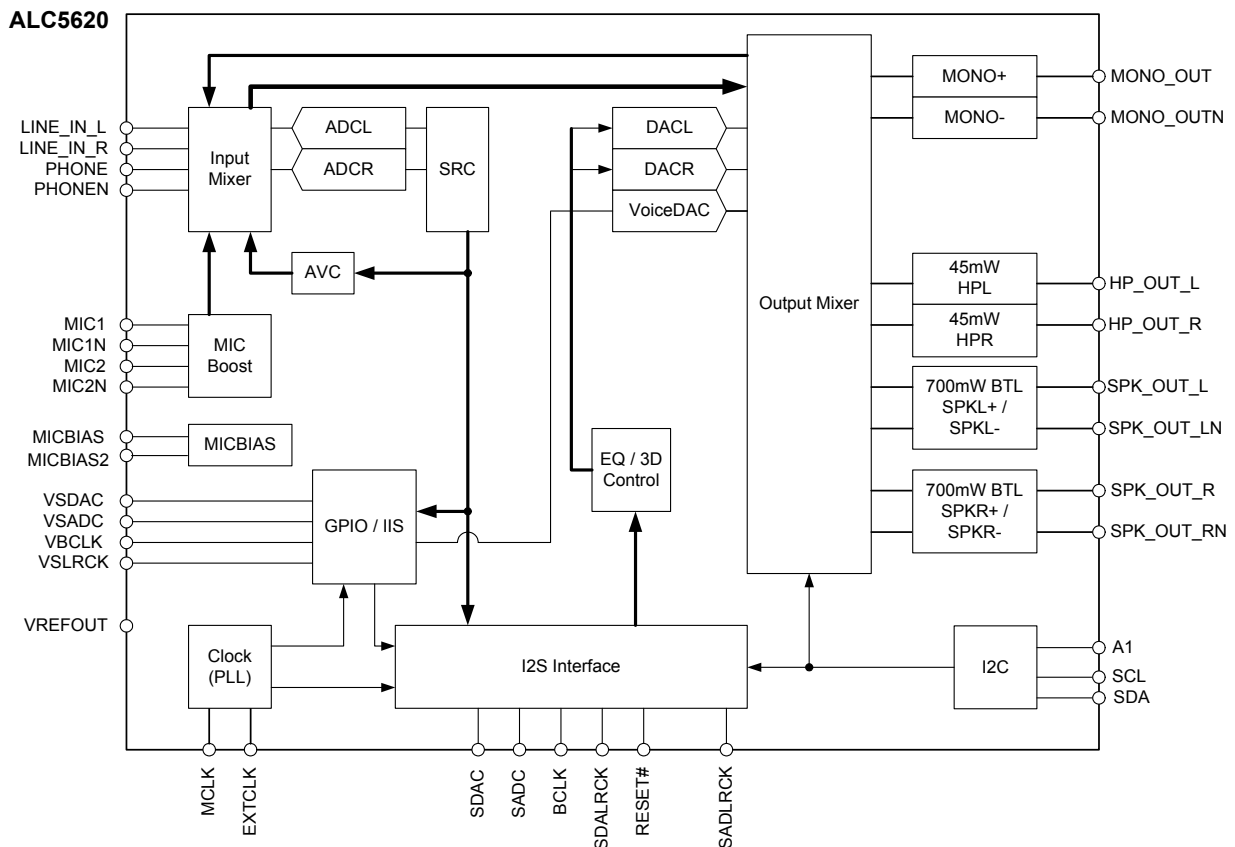 ALC5620
LINE_IN_L
LINE_IN_R
PHONE
PHONEN
Input
Mixer
ADCL
ADCR
SRC
AVC
MIC1
MIC1N
MIC2
MIC2N
MIC
Boost
MICBIAS
MICBIAS2
MICBIAS
VSDAC
VSADC
VBCLK
VSLRCK
GPIO / IIS
VREFOUT
Clock
(PLL)
MCLK
EXTCLK
DACL
DACR
VoiceDAC
EQ / 3D
Control
I2S Interface
SDAC
SADC
BCLK
SDALRCK
RESET#
SADLRCK
Output Mixer
MONO+
MONO-
MONO_OUT
MONO_OUTN
45mW
HPL
45mW
HPR
HP_OUT_L
HP_OUT_R
700mW BTL
SPKL+ /
SPKL-
SPK_OUT_L
SPK_OUT_LN
700mW BTL
SPKR+ /
SPKR-
SPK_OUT_R
SPK_OUT_RN
I2C
A1
SCL
SDA